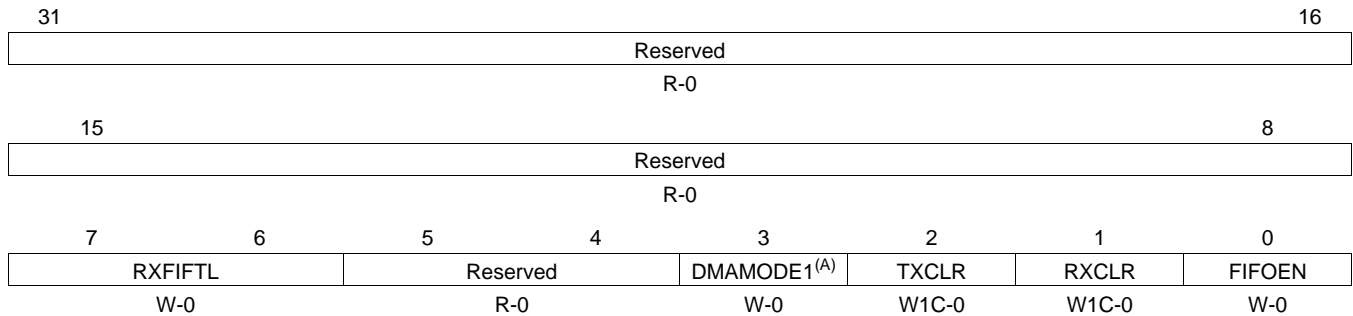 31 16
Reserved
R-0
15 8
Reserved
R-0
7 6 5 4 3 2 1 0
RXFIFTL Reserved DMAMODE1(A) TXCLR RXCLR FIFOEN
W-0 R-0 W-0 W1C-0 W1C-0 W-0